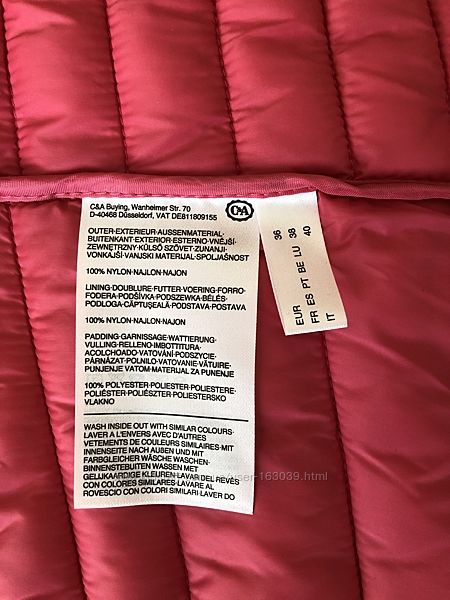 C&A Buying, Wanheimer Str. 70
D-40468 Düsseldorf, VAT DE811809155
C&A
OUTER·EXTERIEUR·AUSSENMATERIAL·
BUITENKANT·EXTERIOR·ESTERNO·VNĚJŠÍ·
ZEWNĘTRZNY·KÜLSŐ SZÖVET·ZUNANJI·
VONKAJŠÍ·VANJSKI MATERIJAL·SPOLJAŠNOST
100% NYLON·NAJLON·NAJON
LINING·DOUBLURE·FUTTER·VOERING·FORRO·
FODERA·PODŠÍVKA·PODSZEWKA·BÉLÉS·
PODLOGA·CĂPTUŞEALĂ·PODSTAVA·POSTAVA
100% NYLON·NAJLON·NAJON
PADDING·GARNISSAGE·WATTIERUNG·
VULLING·RELLENO·IMBOTTITURA·
ACOLCHOADO·VATOVÁNÍ·PODSZYCIE·
PÁRNÁZAT·POLNILO·VATOVANIE·VĂTUIRE·
PUNJENJE VATOM·MATERIJAL ZA PUNJENJE
100% POLYESTER·POLIESTER·POLIESTERE·
POLIÉSTER·POLIÉSZTER·POLIESTERSKO
VLAKNO
WASH INSIDE OUT WITH SIMILAR COLOURS·
LAVER A L'ENVERS AVEC D'AUTRES
VETEMENTS DE COULEURS SIMILAIRES·MIT
INNENSEITE NACH AUSSEN UND MIT
FARBGLEICHER WÄSCHE WASCHEN·
BINNENSTEBUITEN WASSEN MET
GELIJKAARDIGE KLEUREN·LAVAR DEL REVÉS
CON COLORES SIMILARES·LAVARE AL
ROVESCIO CON COLORI SIMILARI·LAVER DO
EUR 36
FR ES PT BE LU 38
IT 40
user-163039.html